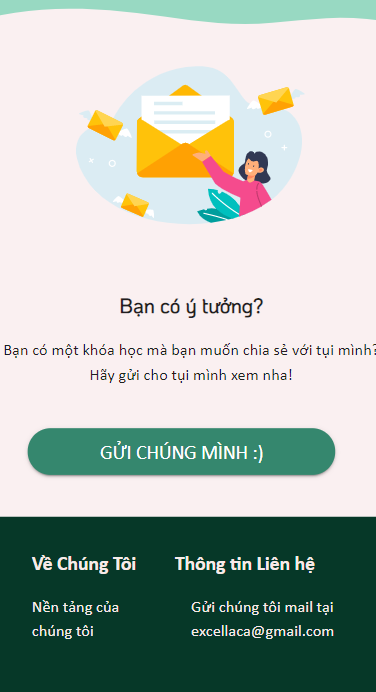 Bạn có ý tưởng?
Bạn có một khóa học mà bạn muốn chia sẻ với tụi mình?
Hãy gửi cho tụi mình xem nha!
GỬI CHÚNG MÌNH :)
Về Chúng Tôi
Thông tin Liên hệ
Nền tảng của
chúng tôi
Gửi chúng tôi mail tại
excellaca@gmail.com